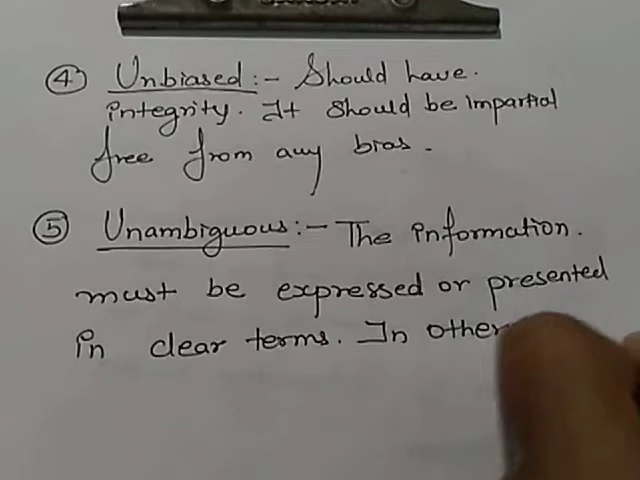 ④ Unbiased :- Should have.
integrity. It should be impartial
free from any bias.
⑤ Unambiguous :- The information.
must be expressed or presented
in clear terms. In other